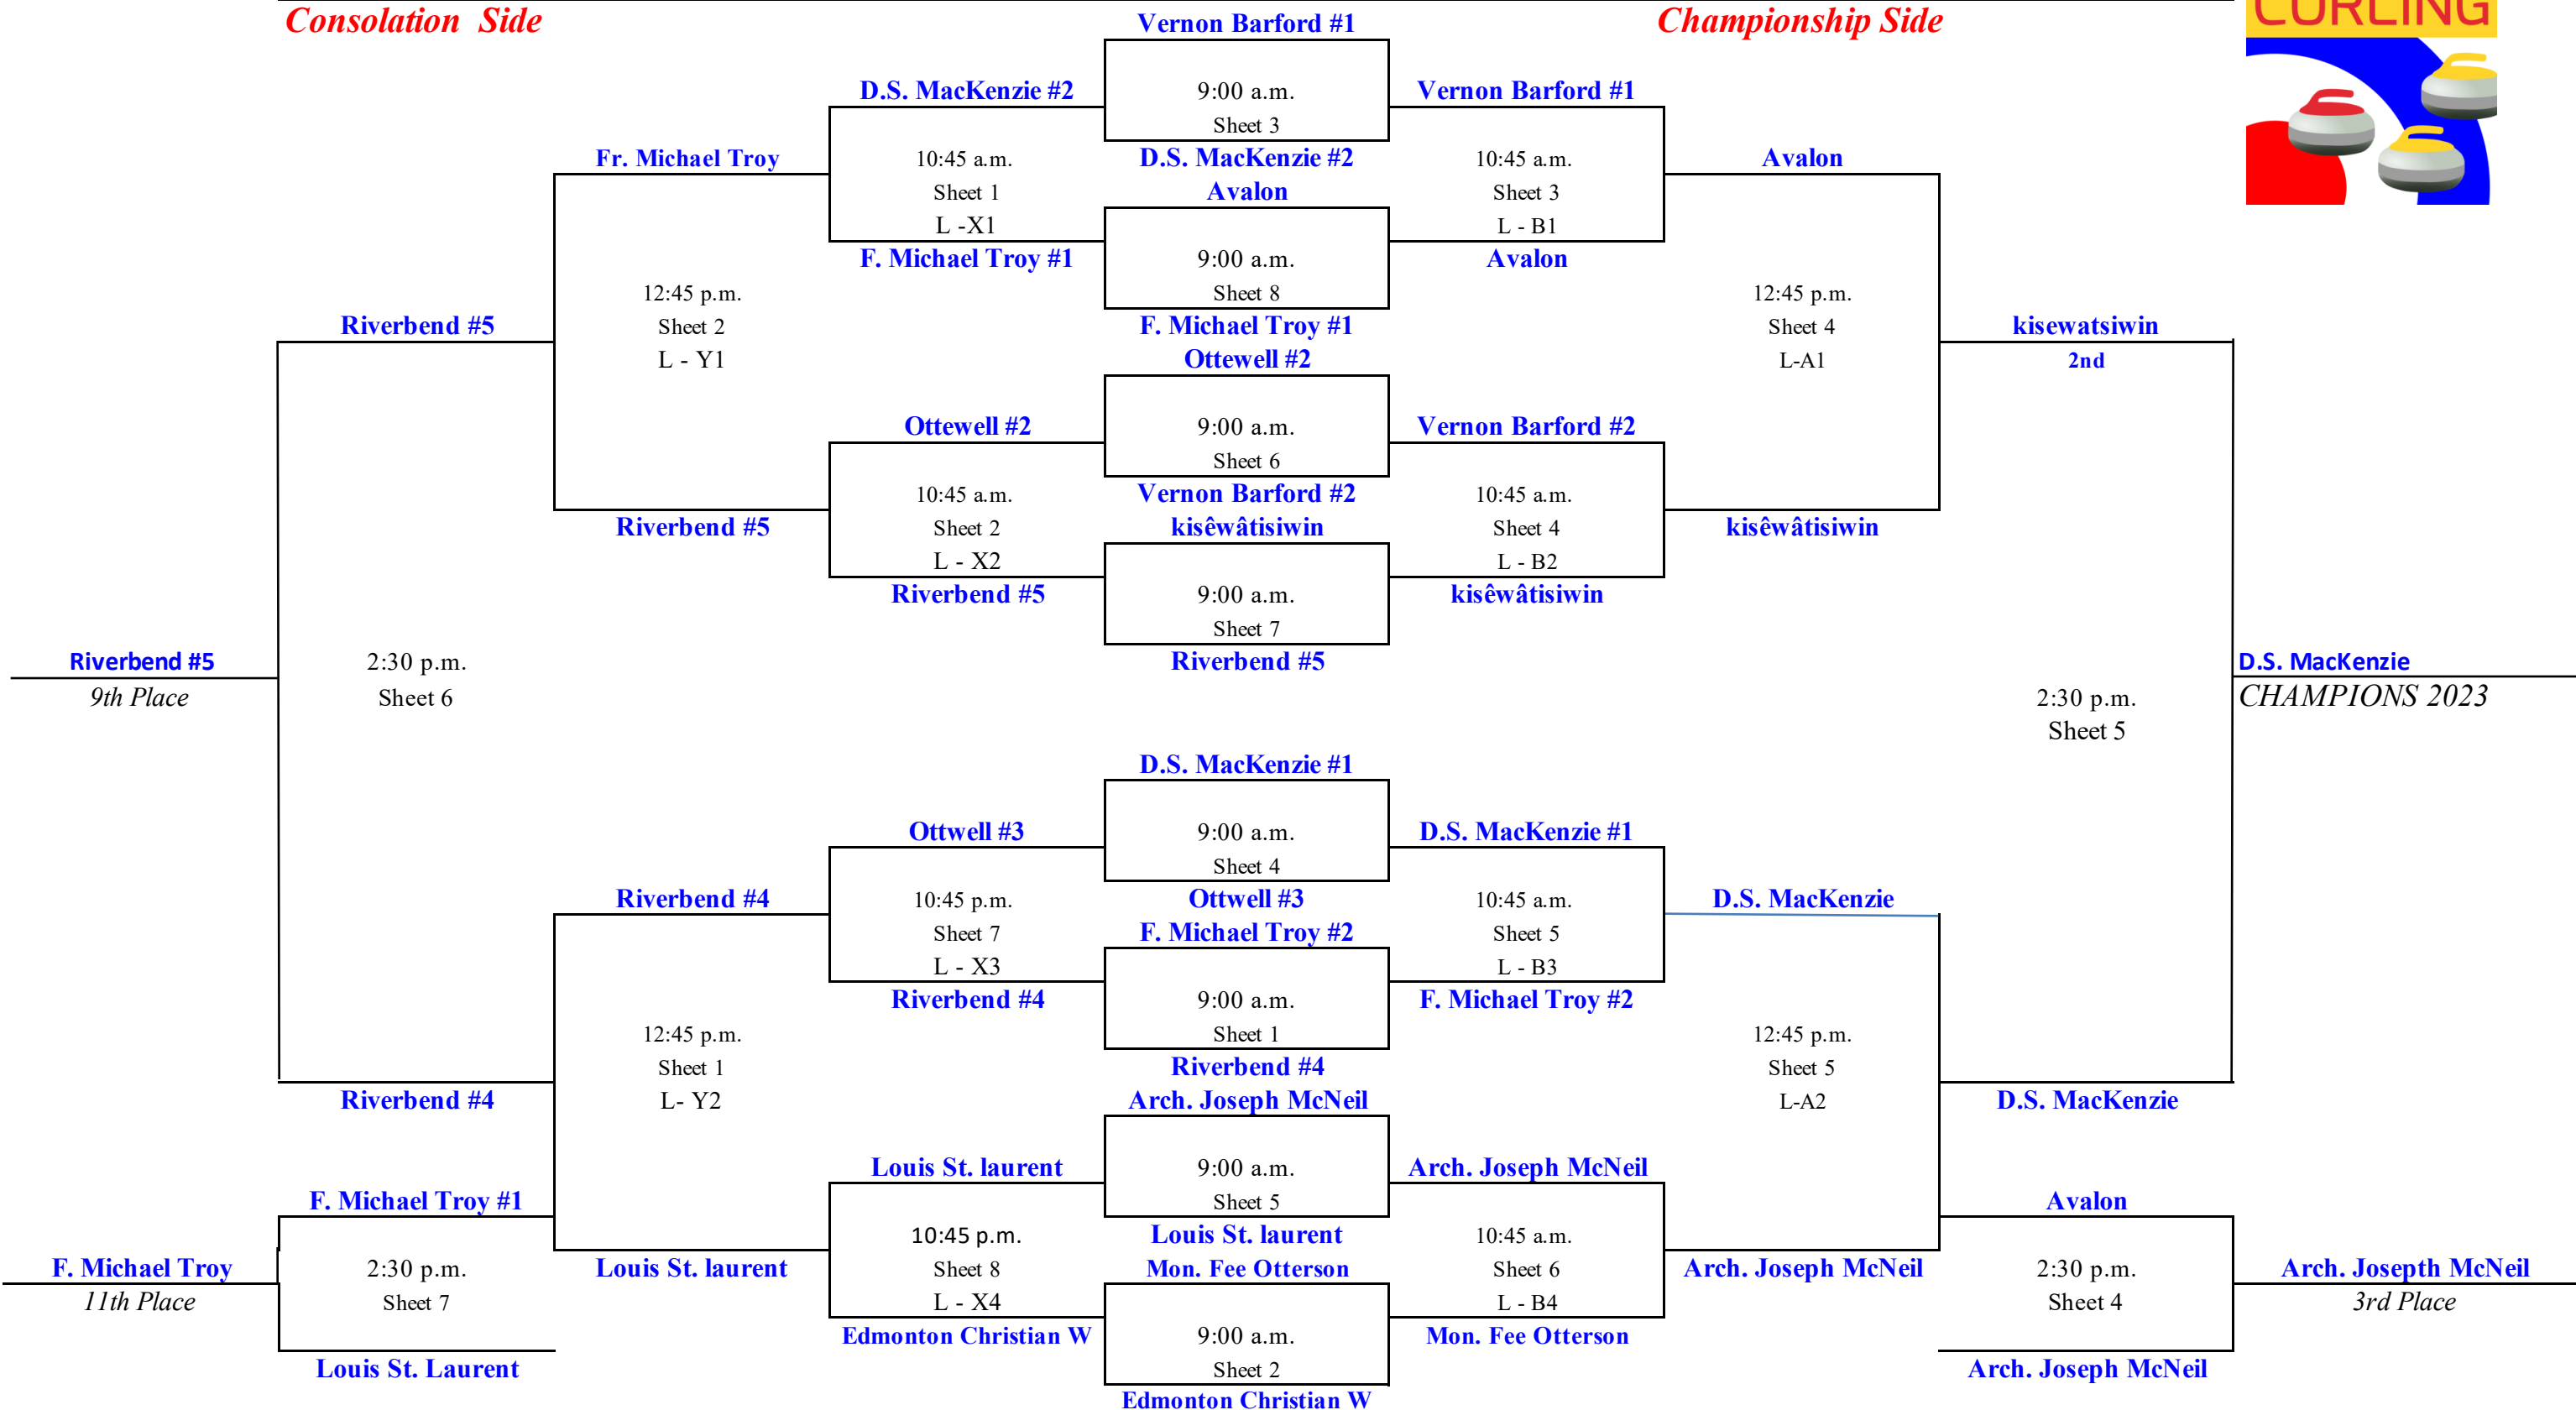 Consolation Side
Vernon Barford #1
Championship Side
CURLING
D.S. MacKenzie #2
9:00 a.m.
Vernon Barford #1
Sheet 3
Fr. Michael Troy
10:45 a.m.
D.S. MacKenzie #2
10:45 a.m.
Avalon
Sheet 1
Avalon
Sheet 3
L -X1
L - B1
F. Michael Troy #1
9:00 a.m.
Avalon
12:45 p.m.
Sheet 8
12:45 p.m.
Riverbend #5
Sheet 2
F. Michael Troy #1
Sheet 4
kisewatsiwin
L - Y1
Ottewell #2
L-A1
2nd
Ottewell #2
9:00 a.m.
Vernon Barford #2
Sheet 6
10:45 a.m.
Vernon Barford #2
10:45 a.m.
Riverbend #5
Sheet 2
kisêwâtisiwin
Sheet 4
kisêwâtisiwin
L - X2
L - B2
Riverbend #5
9:00 a.m.
kisêwâtisiwin
Sheet 7
Riverbend #5
2:30 p.m.
Riverbend #5
D.S. MacKenzie
9th Place
Sheet 6
2:30 p.m.
CHAMPIONS 2023
Sheet 5
D.S. MacKenzie #1
Ottwell #3
9:00 a.m.
D.S. MacKenzie #1
Sheet 4
Riverbend #4
10:45 p.m.
Ottwell #3
10:45 a.m.
D.S. MacKenzie
Sheet 7
F. Michael Troy #2
Sheet 5
L - X3
L - B3
Riverbend #4
9:00 a.m.
F. Michael Troy #2
12:45 p.m.
Sheet 1
12:45 p.m.
Sheet 1
Riverbend #4
Sheet 5
Riverbend #4
L- Y2
Arch. Joseph McNeil
L-A2
D.S. MacKenzie
Louis St. laurent
9:00 a.m.
Arch. Joseph McNeil
F. Michael Troy #1
Sheet 5
Avalon
10:45 p.m.
Louis St. laurent
10:45 a.m.
F. Michael Troy
2:30 p.m.
Louis St. laurent
Sheet 8
Mon. Fee Otterson
Sheet 6
Arch. Joseph McNeil
2:30 p.m.
Arch. Josepth McNeil
11th Place
Sheet 7
L - X4
L - B4
Sheet 4
3rd Place
Edmonton Christian W
9:00 a.m.
Mon. Fee Otterson
Louis St. Laurent
Sheet 2
Arch. Joseph McNeil
Edmonton Christian W